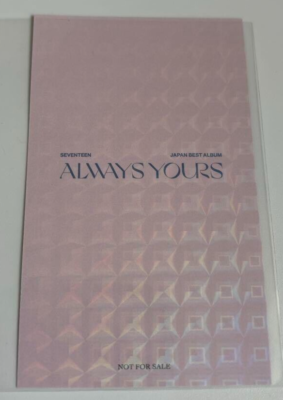 SEVENTEEN JAPAN BEST ALBUM
ALWAYS YOURS
NOT FOR SALE